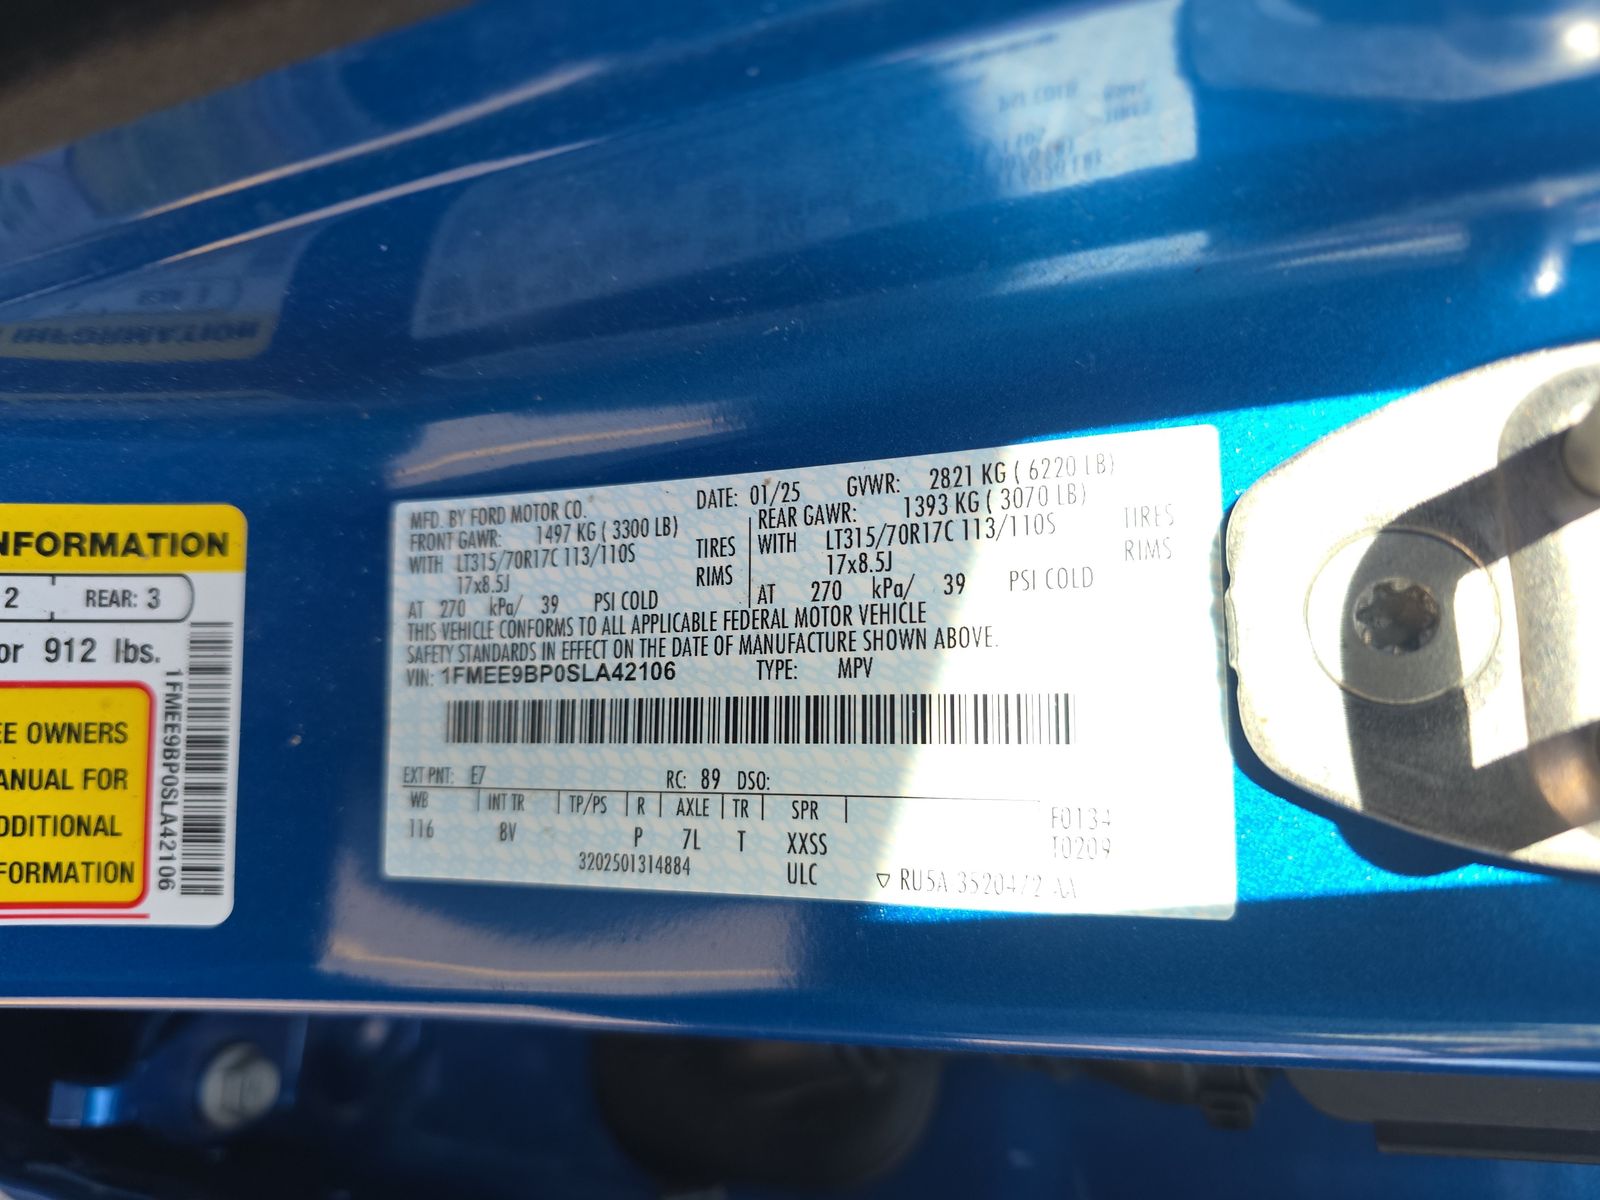 NFORMATION
2 REAR: 3
or 912 lbs.
EE OWNERS
ANUAL FOR
DDITIONAL
FORMATION
1FMEE9BP0SLA42106
MFD. BY FORD MOTOR CO. DATE: 01/25 GVWR: 2821 KG ( 6220 LB)
FRONT GAWR: 1497 KG ( 3300 LB) REAR GAWR: 1393 KG ( 3070 LB)
WITH LT315/70R17C 113/110S TIRES WITH LT315/70R17C 113/110S TIRES
17x8.5J RIMS 17x8.5J RIMS
AT 270 kPa/ 39 PSI COLD AT 270 kPa/ 39 PSI COLD
THIS VEHICLE CONFORMS TO ALL APPLICABLE FEDERAL MOTOR VEHICLE
SAFETY STANDARDS IN EFFECT ON THE DATE OF MANUFACTURE SHOWN ABOVE.
VIN: 1FMEE9BP0SLA42106 TYPE: MPV
EXT PNT: E7 RC: 89 DSO:
WB INT TR TP/PS R AXLE TR SPR F0134
116 8V P 7L T XXSS T0209
3202501314884 ULC RU5A 3520472 AA